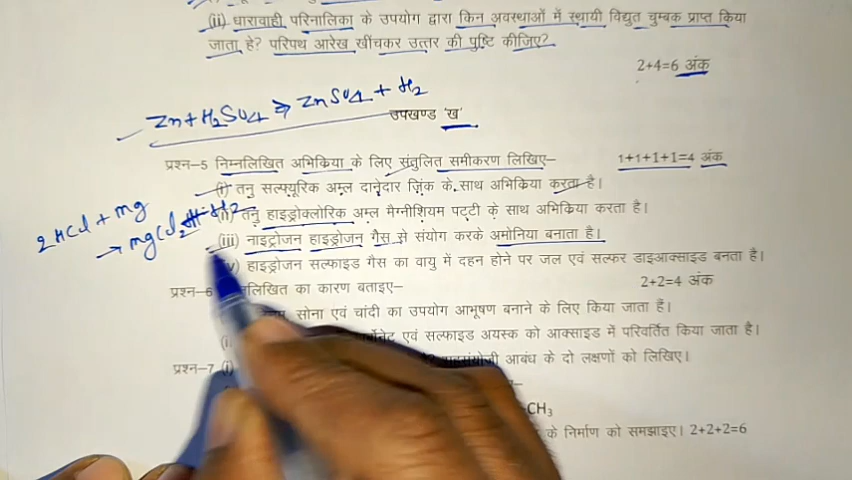 (ii) धारावाही परिनालिका के उपयोग द्वारा किन अवस्थाओं में स्थायी विद्युत चुम्बक प्राप्त किया
जाता है? परिपथ आरेख खींचकर उत्तर की पुष्टि कीजिए?
2+4=6 अंक
Zn+H2SO4 → ZnSO4 + H2
उपखण्ड 'ख'
प्रश्न-5 निम्नलिखित अभिक्रिया के लिए संतुलित समीकरण लिखिए– 1+1+1+1=4 अंक
(i) तनु सल्फ्यूरिक अम्ल दानेदार ज़िंक के साथ अभिक्रिया करता है।
(ii) तनु हाइड्रोक्लोरिक अम्ल मैग्नीशियम पट्टी के साथ अभिक्रिया करता है।
2HCl + mg
→ mgCl2 + H2
(iii) नाइट्रोजन हाइड्रोजन गैस से संयोग करके अमोनिया बनाता है।
हाइड्रोजन सल्फाइड गैस का वायु में दहन होने पर जल एवं सल्फर डाइआक्साइड बनता है।
प्रश्न-6 का कारण बताइए– 2+2=4 अंक
सोना एवं चांदी का उपयोग आभूषण बनाने के लिए किया जाता है।
एवं सल्फाइड अयस्क को आक्साइड में परिवर्तित किया जाता है।
प्रश्न-7 (i) आबंध के दो लक्षणों को लिखिए।
-CH3
के निर्माण को समझाइए। 2+2+2=6